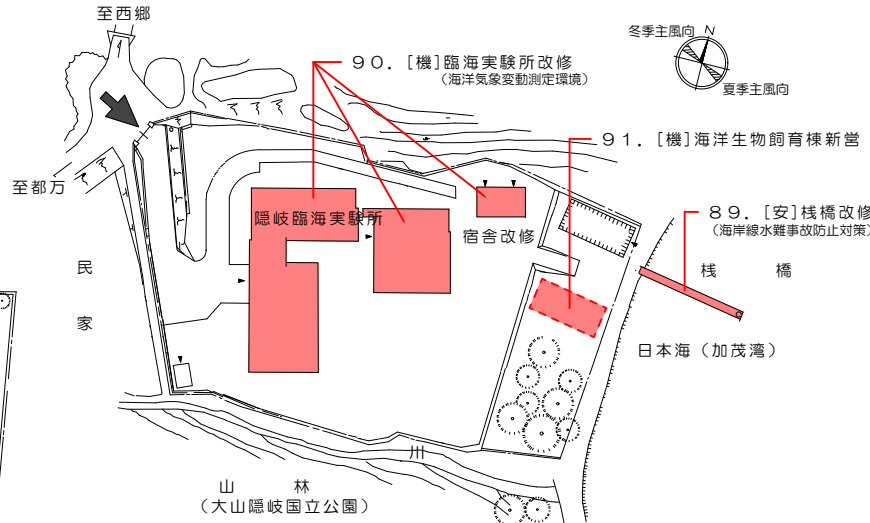 至西郷
冬季主風向
N
夏季主風向
90. [機]臨海実験所改修
(海洋気象変動測定環境)
91. [機]海洋生物飼育棟新営
至都万
89. [安]桟橋改修
(海岸線水難事故防止対策)
隠岐臨海実験所
宿舎改修
桟橋
民家
日本海(加茂湾)
川
山林
(大山隠岐国立公園)